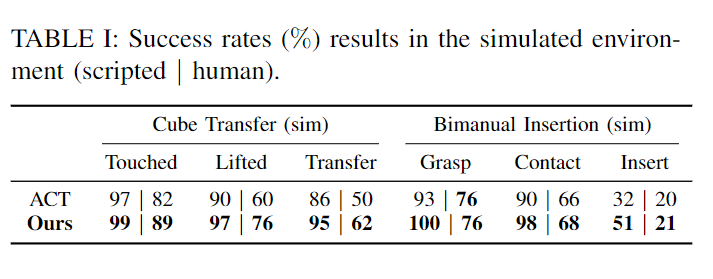 TABLE I: Success rates (%) results in the simulated environ-
ment (scripted | human).
Cube Transfer (sim) Bimanual Insertion (sim)
Touched Lifted Transfer Grasp Contact Insert
ACT 97 | 82 90 | 60 86 | 50 93 | 76 90 | 66 32 | 20
Ours 99 | 89 97 | 76 95 | 62 100 | 76 98 | 68 51 | 21